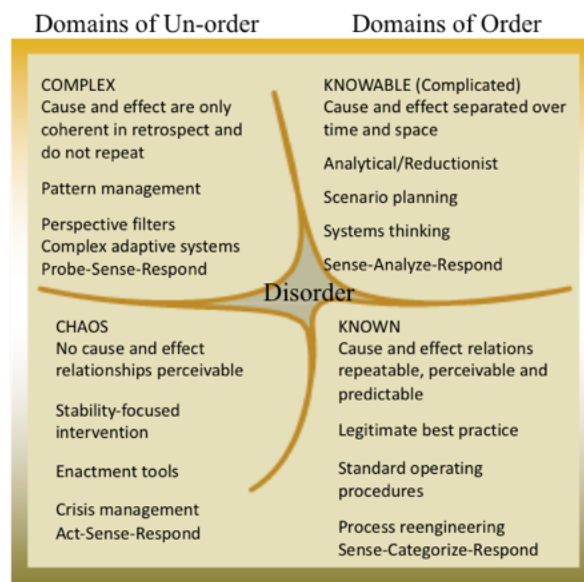 Domains of Un-order
Domains of Order
COMPLEX
Cause and effect are only
coherent in retrospect and
do not repeat
Pattern management
Perspective filters
Complex adaptive systems
Probe-Sense-Respond
KNOWABLE (Complicated)
Cause and effect separated over
time and space
Analytical/Reductionist
Scenario planning
Systems thinking
Sense-Analyze-Respond
Disorder
CHAOS
No cause and effect
relationships perceivable
Stability-focused
intervention
Enactment tools
Crisis management
Act-Sense-Respond
KNOWN
Cause and effect relations
repeatable, perceivable and
predictable
Legitimate best practice
Standard operating
procedures
Process reengineering
Sense-Categorize-Respond